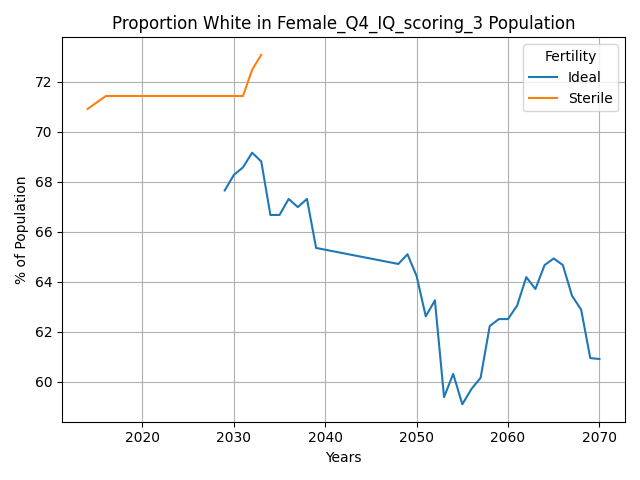 Proportion White in Female_Q4_IQ_scoring_3 Population
Fertility
Ideal
Sterile
% of Population
72
70
68
66
64
62
60
2020
2030
2040
2050
2060
2070
Years